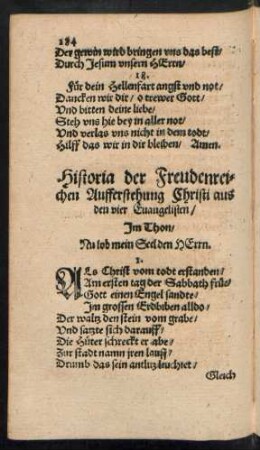 184
Der gewin wird bringen vns das best/
Durch Jesum vnsern HErrn/
18.
Für dein Hellenfart angst vnd not/
Dancken wir dir/ o trewer Gott/
Vnd bitten deine liebe/
Steh vns hie bey in aller not/
Vnd verlas vns nicht in dem todt/
Hilff das wir in dir bleiben/ Amen.
Historia der Freudenrei-
chen Aufferstehung Christi aus
den vier Euangelisten/
Im Thon/
Nu lob mein Seel den HErrn.
1.
ALs Christ vom todt erstanden/
Am ersten tag der Sabbath frü/
Gott einen Engel sandte/
Im grossen Erdbiben alldo/
Der waltz den stein vom grabe/
Vnd satzte sich darauff/
Die Hüter schreckt er abe/
Zur stadt namn jren lauff/
Drumb das sein antlitz leuchtet/
Gleich